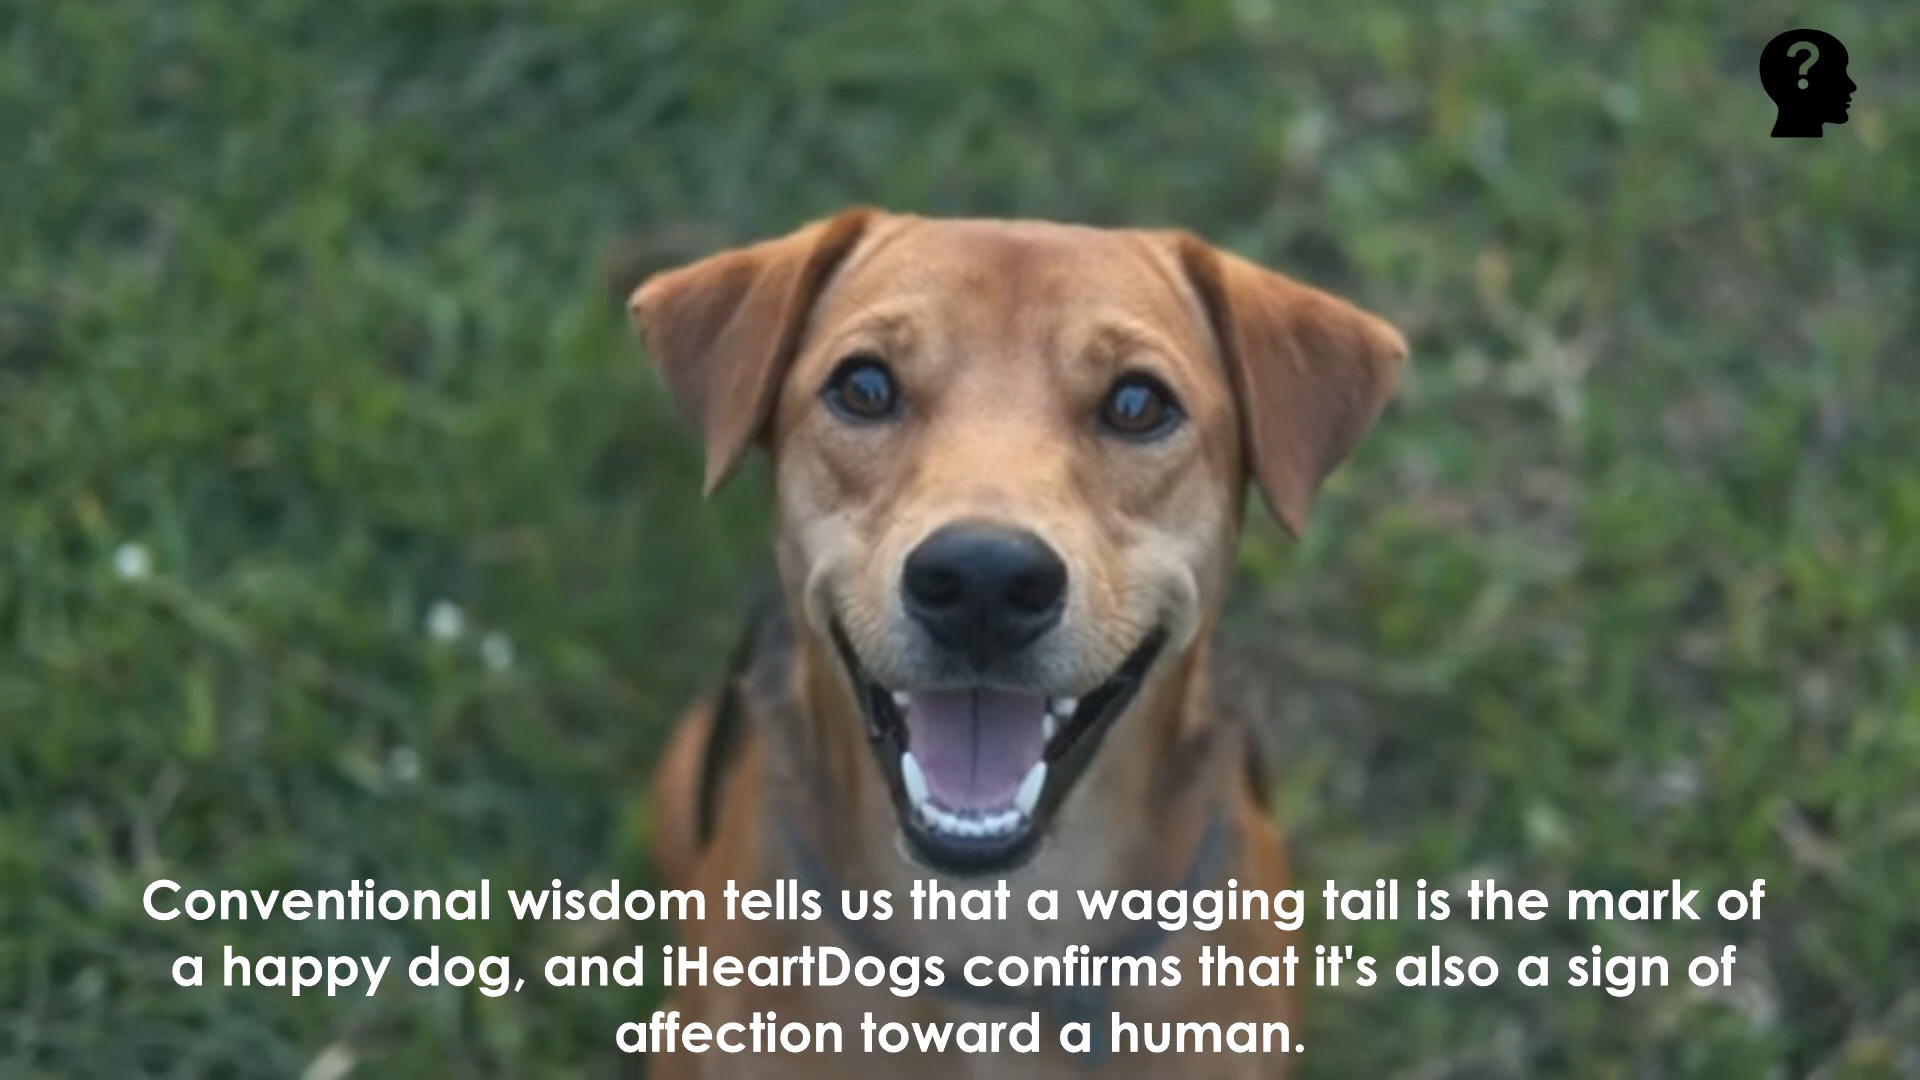 Conventional wisdom tells us that a wagging tail is the mark of
a happy dog, and iHeartDogs confirms that it's also a sign of
affection toward a human.
?